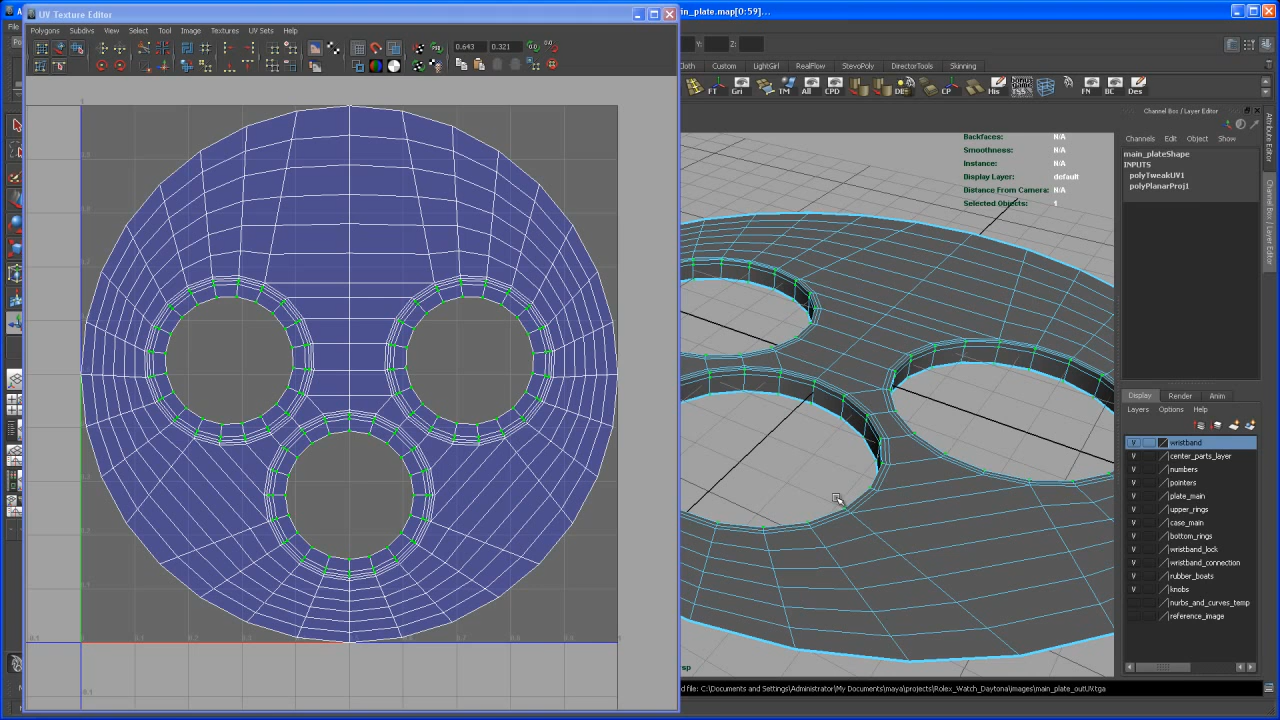 UV Texture Editor
Polygons Subdivs View Select Tool Image Textures UV Sets Help
0.643 0.321
main_plate.map[0:59]...
Y: Z:
Cloth LightGirl RealFlow StevoPoly DirectorTools Skinning
FT Gri TM All CPD CP His FN BC Des
Backfaces: N/A
Smoothness: N/A
Instance: N/A
Display Layer: default
Distance From Camera: N/A
Selected Objects: 1
Channel Box / Layer Editor
Channels Edit Object Show
main_plateShape
INPUTS
polyTweakUV1
polyPlanarProj1
Attribute Editor
Channel Box / Layer Editor
Display Render Anim
Layers Options Help
V wristband
V center_parts_layer
V numbers
V pointers
V plate_main
V upper_rings
V case_main
V bottom_rings
V wristband_lock
V wristband_connection
V rubber_boats
V knobs
nurbs_and_curves_temp
reference_image
d file: C:\Documents and Settings\Administrator\My Documents\maya\projects\Rolex_Watch_Daytona\images\main_plate_outUV.tga